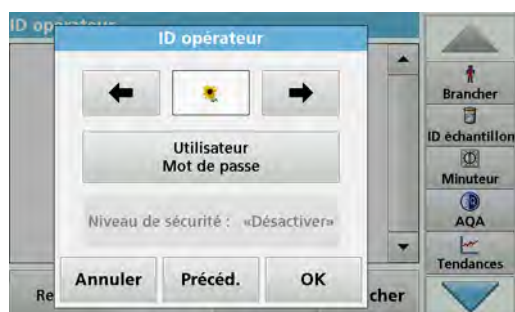 ID opérateur
Utilisateur
Mot de passe
Niveau de sécurité : «Désactiver»
Annuler
Précéd.
OK
Brancher
ID échantillon
Minuteur
AQA
Tendances